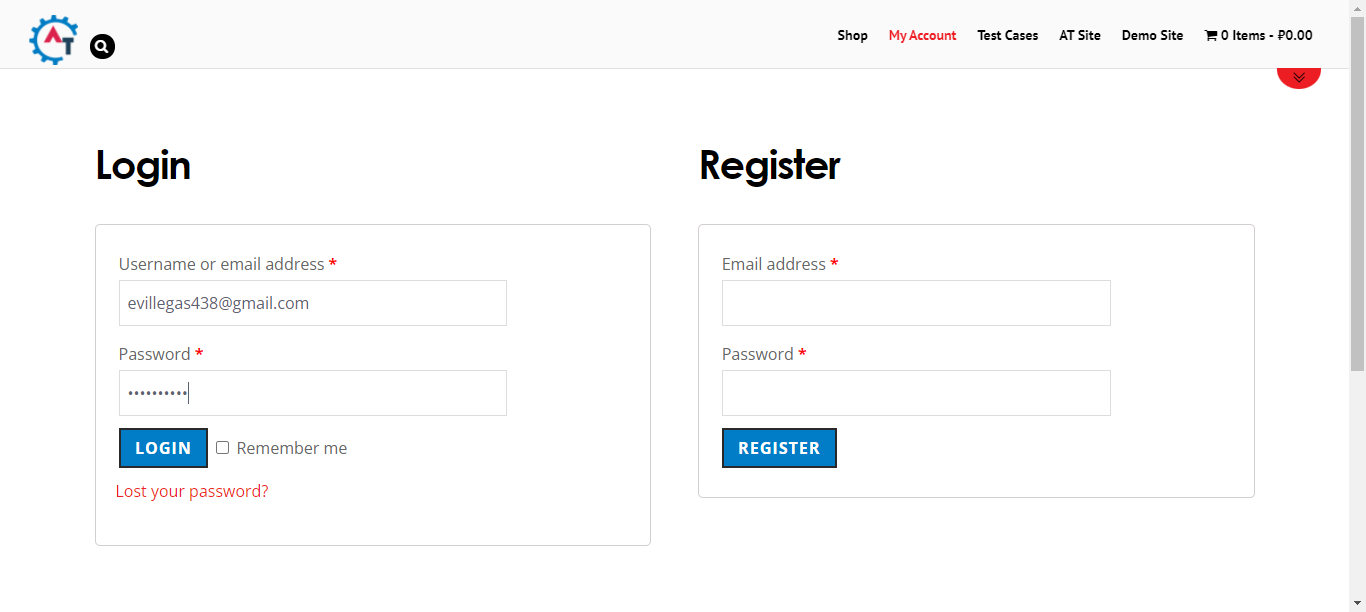 AT
Shop My Account Test Cases AT Site Demo Site 0 Items - ₽0.00
Login
Username or email address *
evillegas438@gmail.com
Password *
••••••••••
LOGIN Remember me
Lost your password?
Register
Email address *
Password *
REGISTER